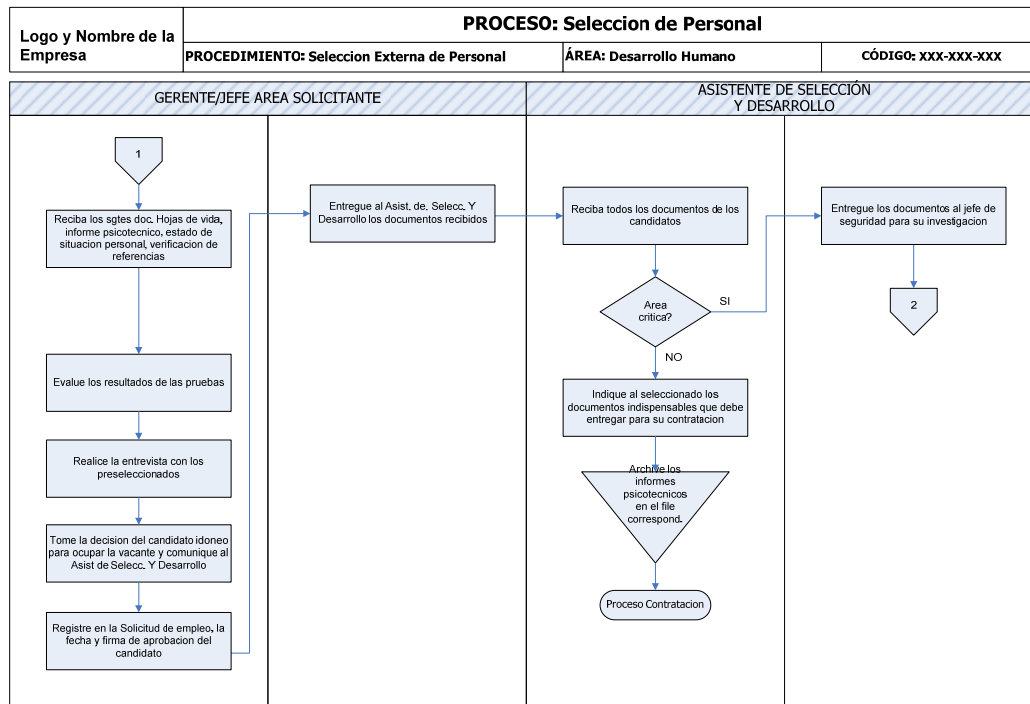 Logo y Nombre de la
Empresa
PROCESO: Seleccion de Personal
PROCEDIMIENTO: Seleccion Externa de Personal
ÁREA: Desarrollo Humano
CÓDIGO: XXX-XXX-XXX
GERENTE/JEFE AREA SOLICITANTE
ASISTENTE DE SELECCIÓN
Y DESARROLLO
1
Reciba los sgtes doc. Hojas de vida,
informe psicotecnico, estado de
situacion personal, verificacion de
referencias
Evalue los resultados de las pruebas
Realice la entrevista con los
preseleccionados
Tome la decision del candidato idoneo
para ocupar la vacante y comunique al
Asist de Selecc. Y Desarrollo
Registre en la Solicitud de empleo, la
fecha y firma de aprobacion del
candidato
Entregue al Asist. de. Selecc. Y
Desarrollo los documentos recibidos
Reciba todos los documentos de los
candidatos
Area
critica?
SI
NO
Indique al seleccionado los
documentos indispensables que debe
entregar para su contratacion
Archive los
informes
psicotecnicos
en el file
correspond.
Proceso Contratacion
Entregue los documentos al jefe de
seguridad para su investigacion
2